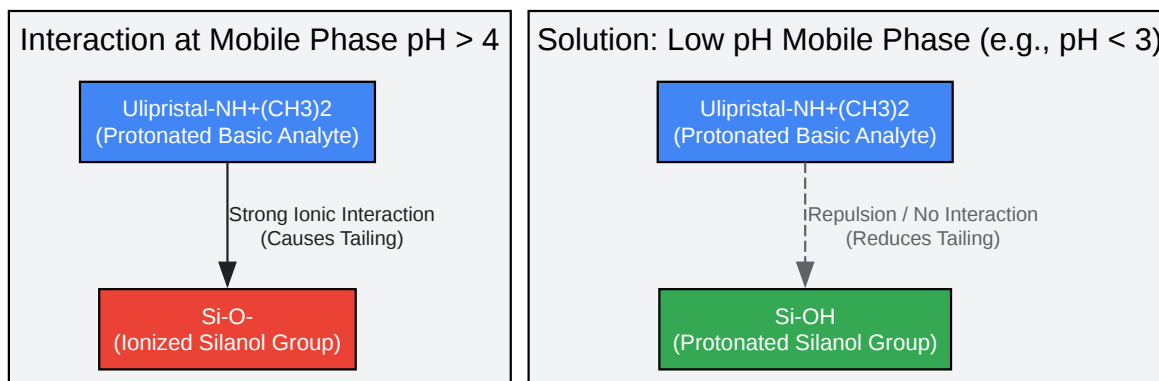 Interaction at Mobile Phase pH > 4
Ulipristal-NH+(CH3)2
(Protonated Basic Analyte)
Strong Ionic Interaction
(Causes Tailing)
Si-O-
(Ionized Silanol Group)
Solution: Low pH Mobile Phase (e.g., pH < 3)
Ulipristal-NH+(CH3)2
(Protonated Basic Analyte)
Repulsion / No Interaction
(Reduces Tailing)
Si-OH
(Protonated Silanol Group)